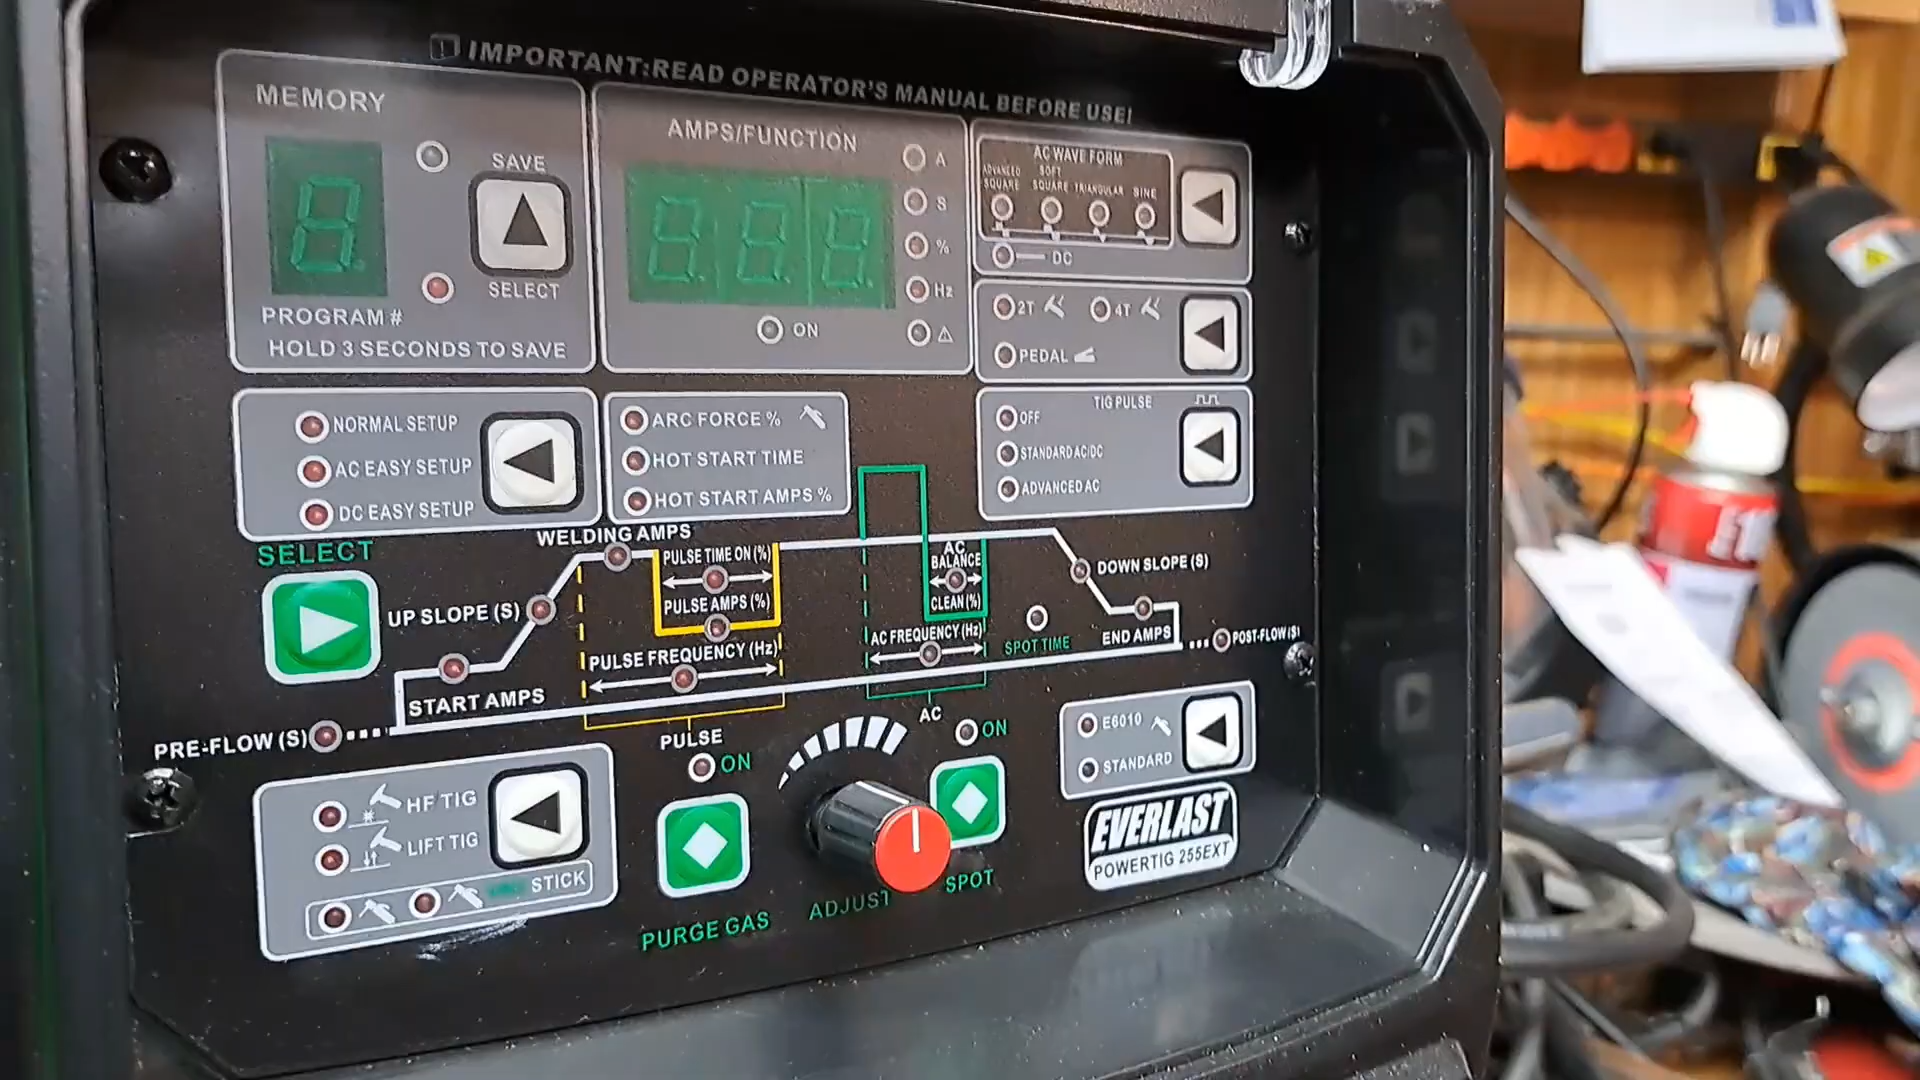 IMPORTANT:READ OPERATOR'S MANUAL BEFORE USE!
MEMORY
SAVE
SELECT
PROGRAM #
HOLD 3 SECONDS TO SAVE
AMPS/FUNCTION
A
S
%
Hz
ON
AC WAVE FORM
ADVANCED SQUARE
SOFT SQUARE
TRIANGULAR
SINE
DC
2T
4T
PEDAL
NORMAL SETUP
AC EASY SETUP
DC EASY SETUP
ARC FORCE %
HOT START TIME
HOT START AMPS %
TIG PULSE
OFF
STANDARD AC/DC
ADVANCED AC
SELECT
WELDING AMPS
PULSE TIME ON (%)
PULSE AMPS (%)
PULSE FREQUENCY (Hz)
UP SLOPE (S)
START AMPS
PRE-FLOW (S)
AC
BALANCE
CLEAN (%)
AC FREQUENCY (Hz)
SPOT TIME
DOWN SLOPE (S)
END AMPS
POST-FLOW (S)
PULSE
AC
ON
ON
HF TIG
LIFT TIG
STICK
PURGE GAS
ADJUST
SPOT
E6010
STANDARD
EVERLAST
POWERTIG 255EXT